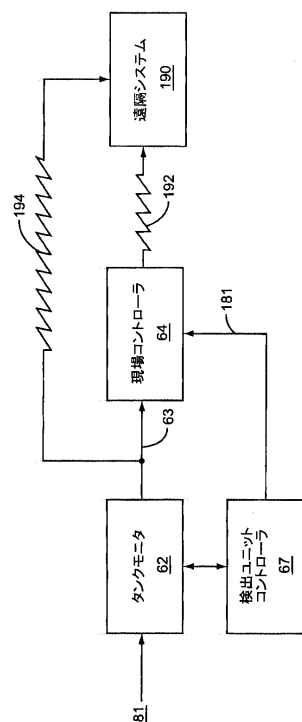 194
遠隔システム
190
192
現場コントローラ
64
181
63
タンクモニタ
62
検出ユニット
コントローラ
67
81